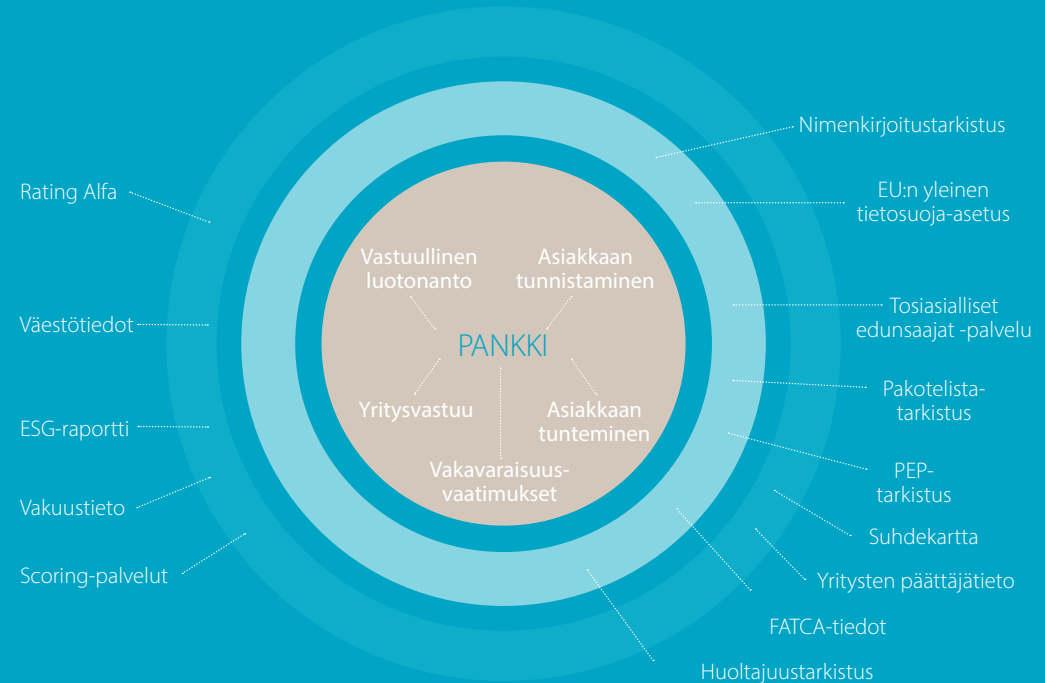 Rating Alfa
Väestötiedot
ESG-raportti
Vakuustieto
Scoring-palvelut
Vastuullinen
luotonanto
Asiakkaan
tunnistaminen
PANKKI
Yritysvastuu
Asiakkaan
tunteminen
Vakavaraisuus-
vaatimukset
Nimenkirjoitustarkistus
EU:n yleinen
tietosuoja-asetus
Tosiasialliset
edunsaajat -palvelu
Pakotelista-
tarkistus
PEP-
tarkistus
Suhdekartta
Yritysten päättäjätieto
FATCA-tiedot
Huoltajuustarkistus